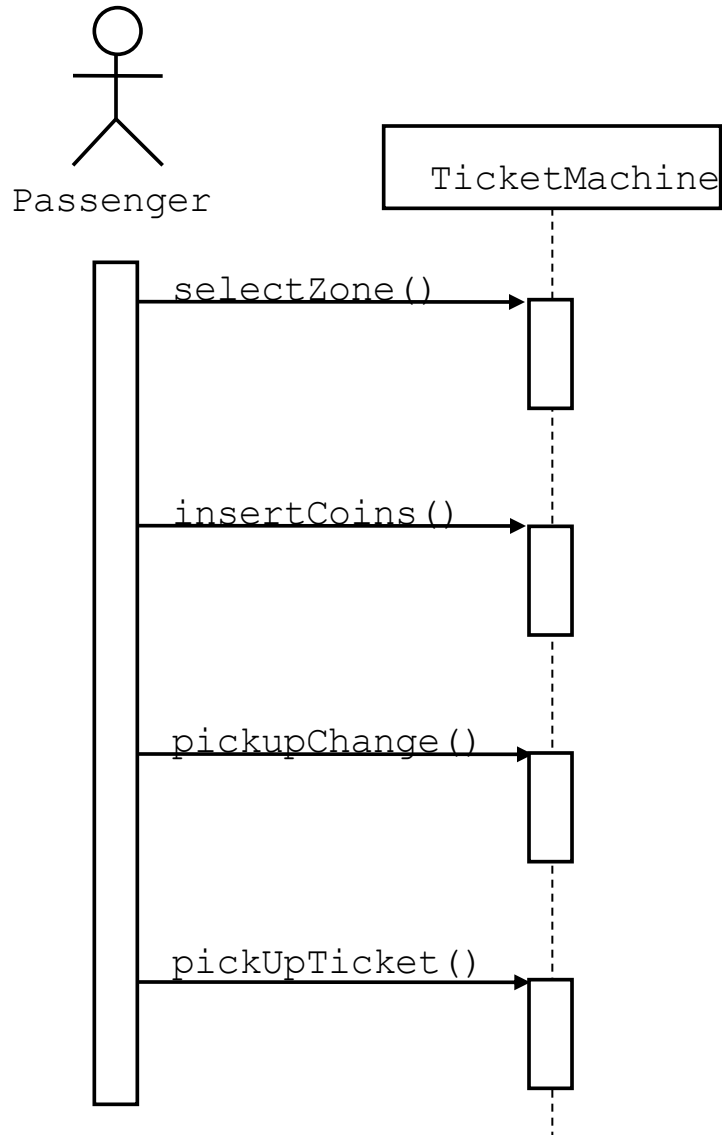 Passenger
TicketMachine
selectZone()
insertCoins()
pickupChange()
pickUpTicket()